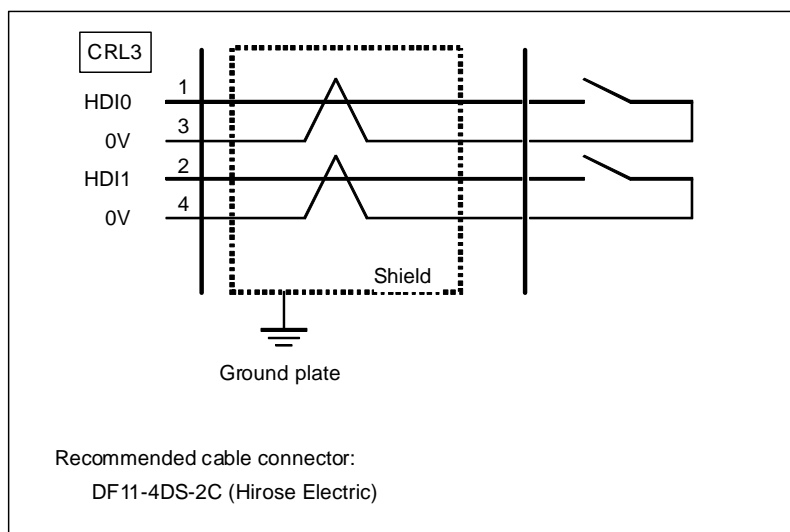 CRL3
HDI0 1
0V 3
HDI1 2
0V 4
Shield
Ground plate
Recommended cable connector:
DF11-4DS-2C (Hirose Electric)